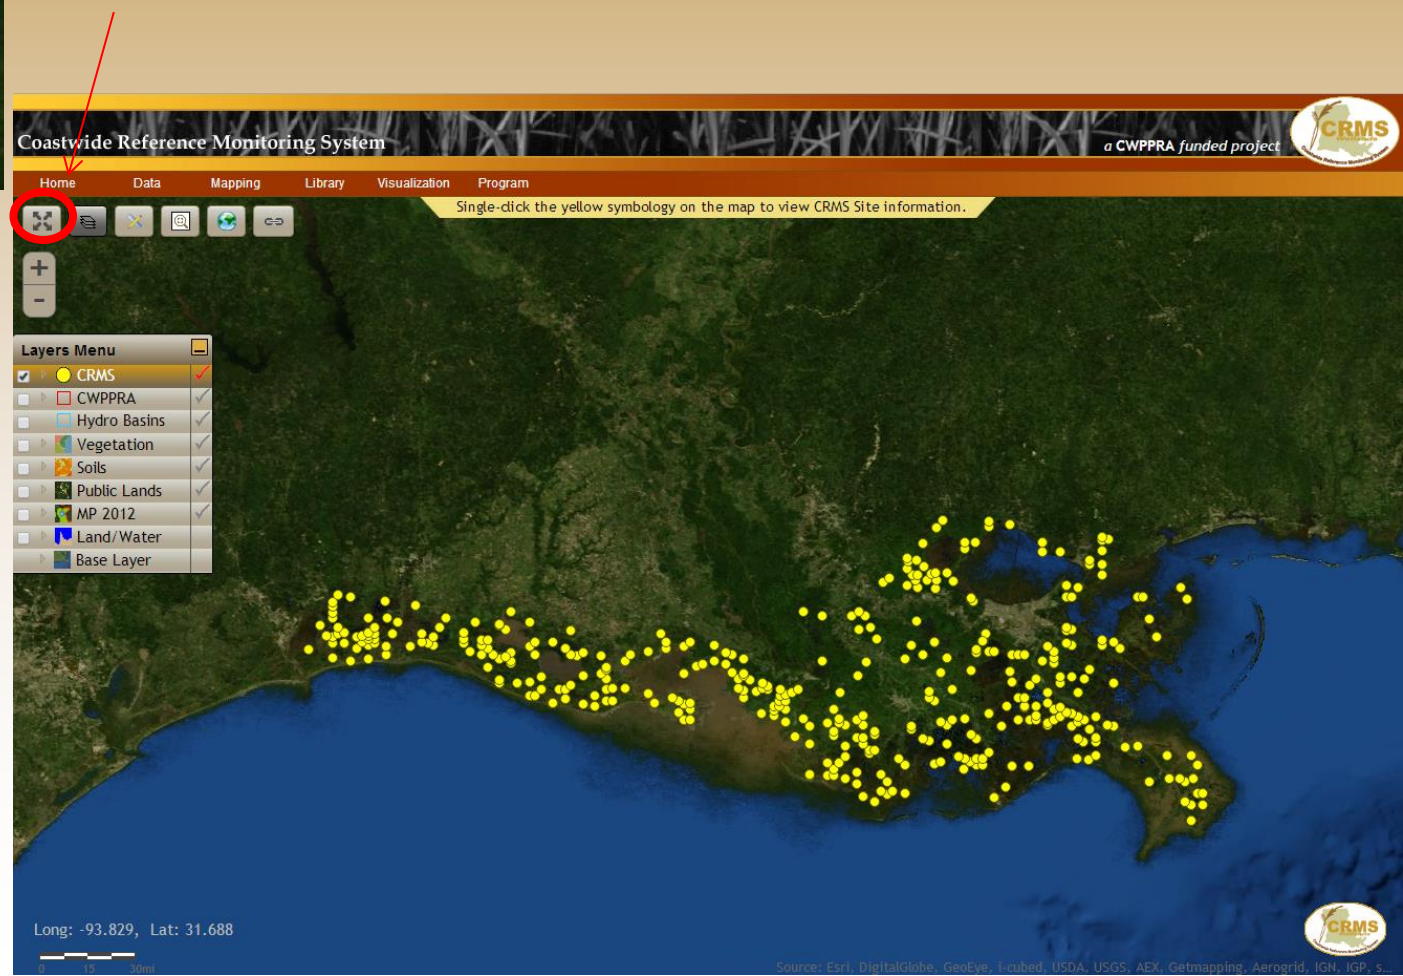 Coastwide Reference Monitoring System
a CWPPRA funded project
CRMS
Home Data Mapping Library Visualization Program
Single-click the yellow symbology on the map to view CRMS Site information.
+
-
Layers Menu
CRMS
CWPPRA
Hydro Basins
Vegetation
Soils
Public Lands
MP 2012
Land/Water
Base Layer
Long: -93.829, Lat: 31.688
0 15 30mi
CRMS
Source: Esri, DigitalGlobe, GeoEye, i-cubed, USDA, USGS, AEX, Getmapping, Aerogrid, IGN, IGP, s...